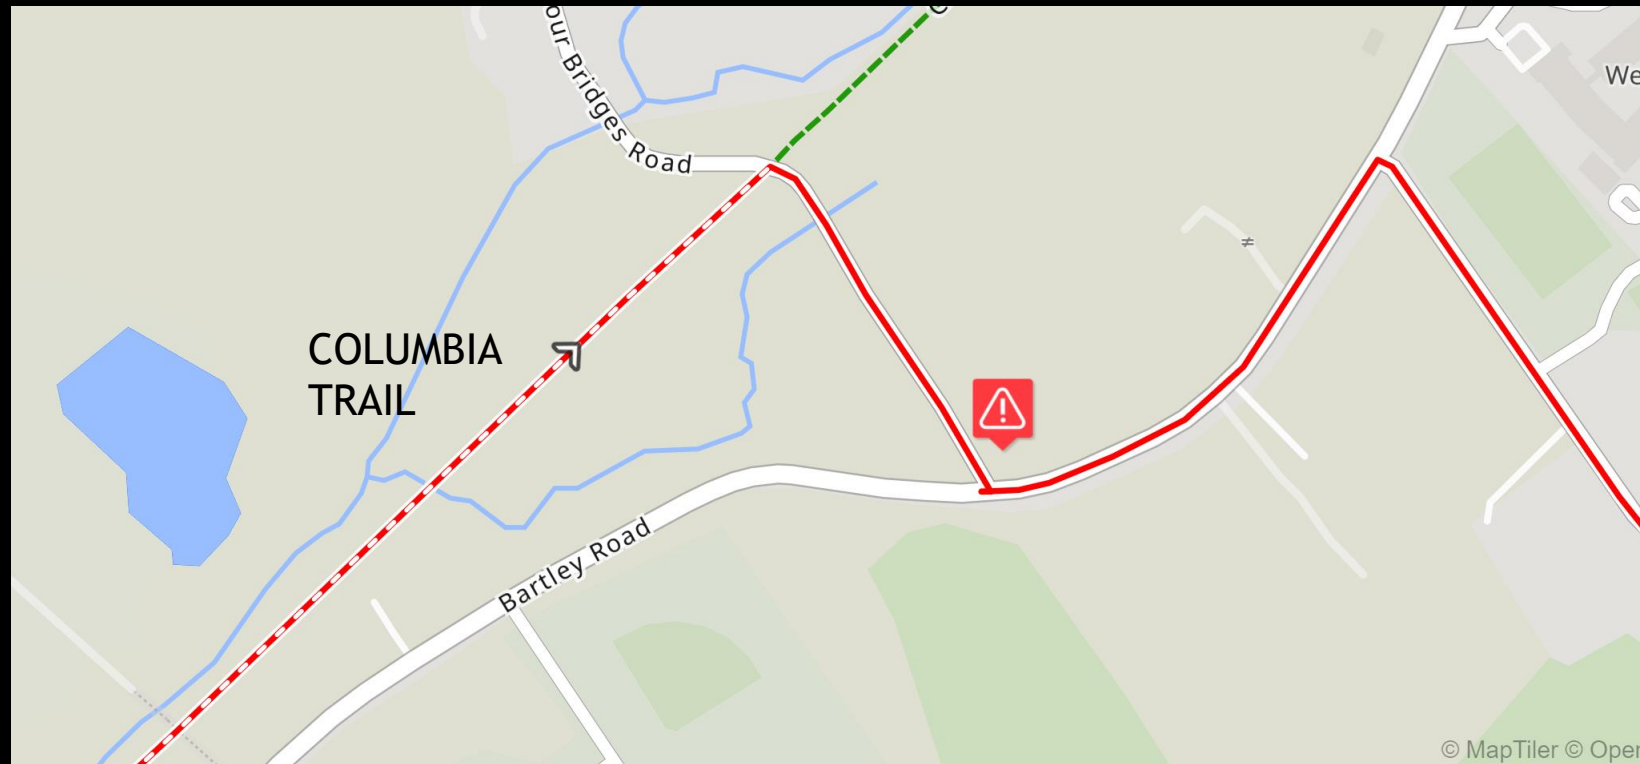 our Bridges Road
We
COLUMBIA
TRAIL
Bartley Road
© MapTiler © Oper